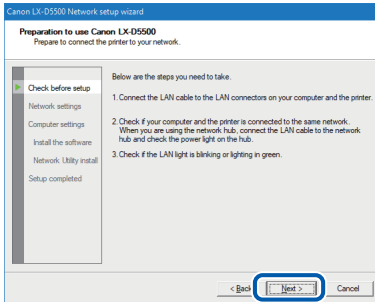 Canon LX-D5500 Network setup wizard
Preparation to use Canon LX-D5500
Prepare to connect the printer to your network.
Check before setup
Network settings
Computer settings
Install the software
Network Utility install
Setup completed
Below are the steps you need to take.
1. Connect the LAN cable to the LAN connectors on your computer and the printer.
2. Check if your computer and the printer is connected to the same network.
When you are using the network hub, connect the LAN cable to the network
hub and check the power light on the hub.
3. Check if the LAN light is blinking or lighting in green.
< Back
Next >
Cancel